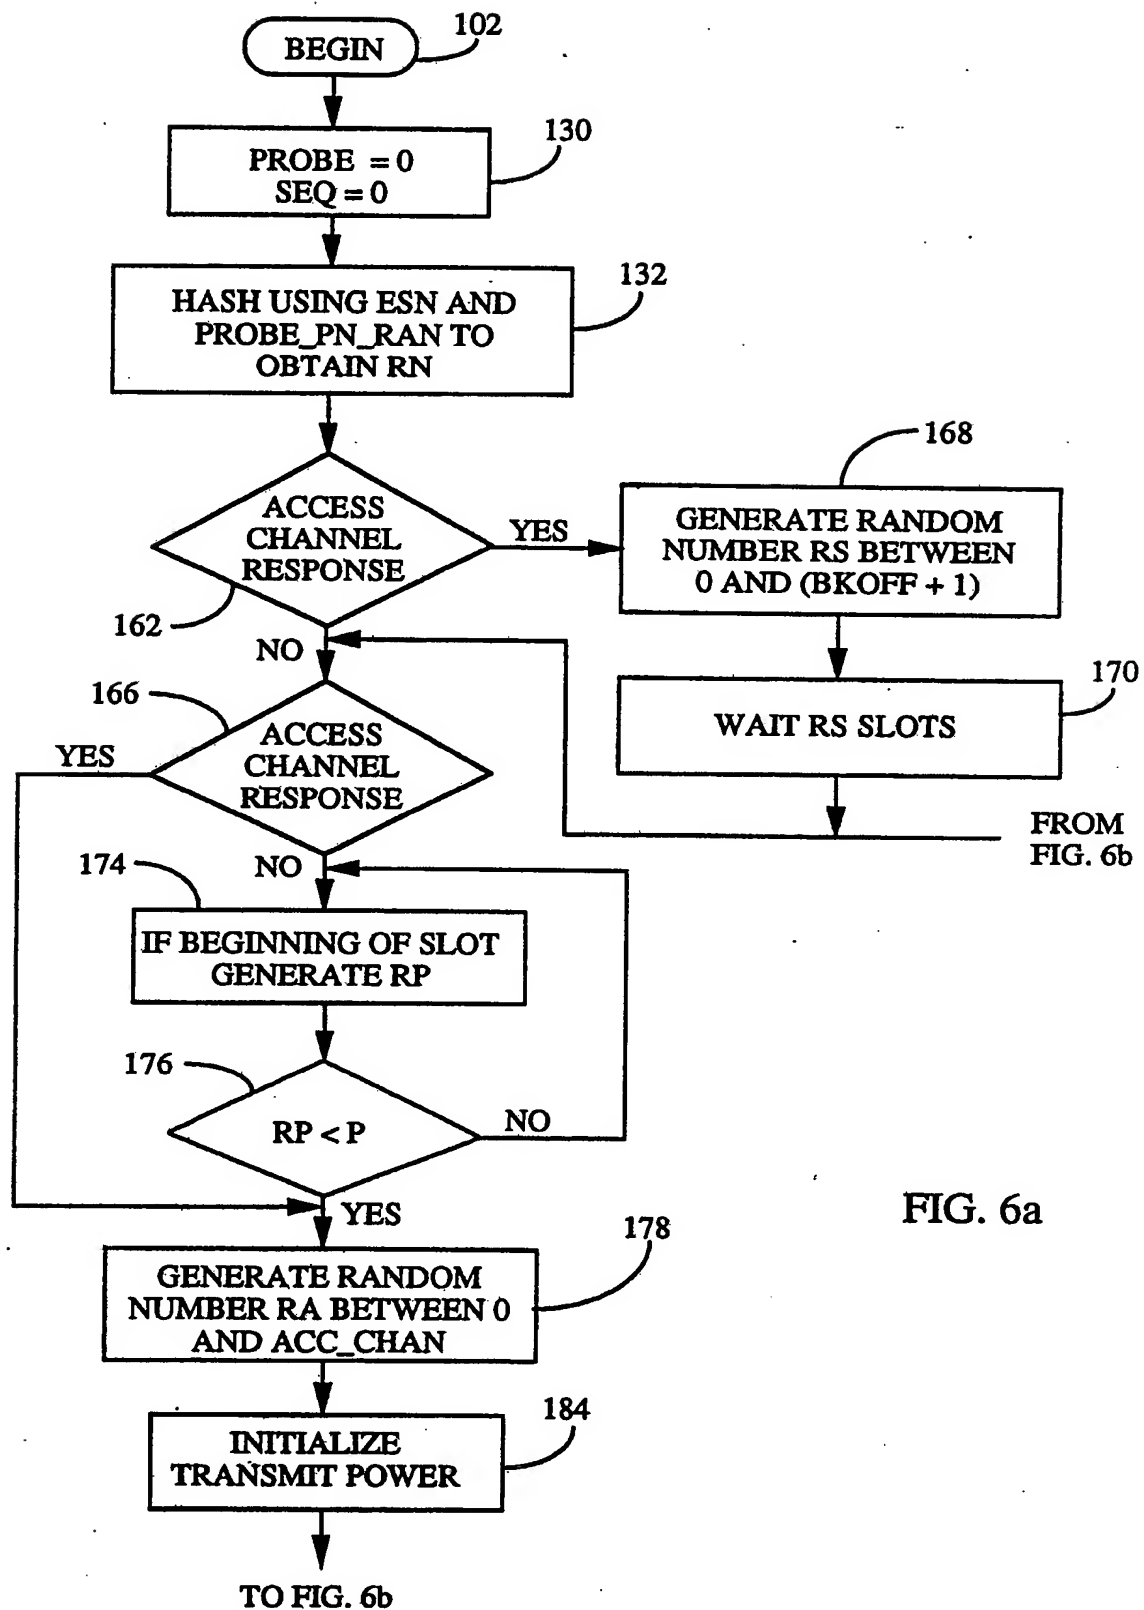 BEGIN
102
PROBE = 0
SEQ = 0
130
HASH USING ESN AND
PROBE_PN_RAN TO
OBTAIN RN
132
ACCESS
CHANNEL
RESPONSE
YES
162
NO
168
GENERATE RANDOM
NUMBER RS BETWEEN
0 AND (BKOFF + 1)
170
WAIT RS SLOTS
FROM
FIG. 6b
166
YES
ACCESS
CHANNEL
RESPONSE
NO
174
IF BEGINNING OF SLOT
GENERATE RP
176
RP < P
NO
YES
FIG. 6a
178
GENERATE RANDOM
NUMBER RA BETWEEN 0
AND ACC_CHAN
184
INITIALIZE
TRANSMIT POWER
TO FIG. 6b